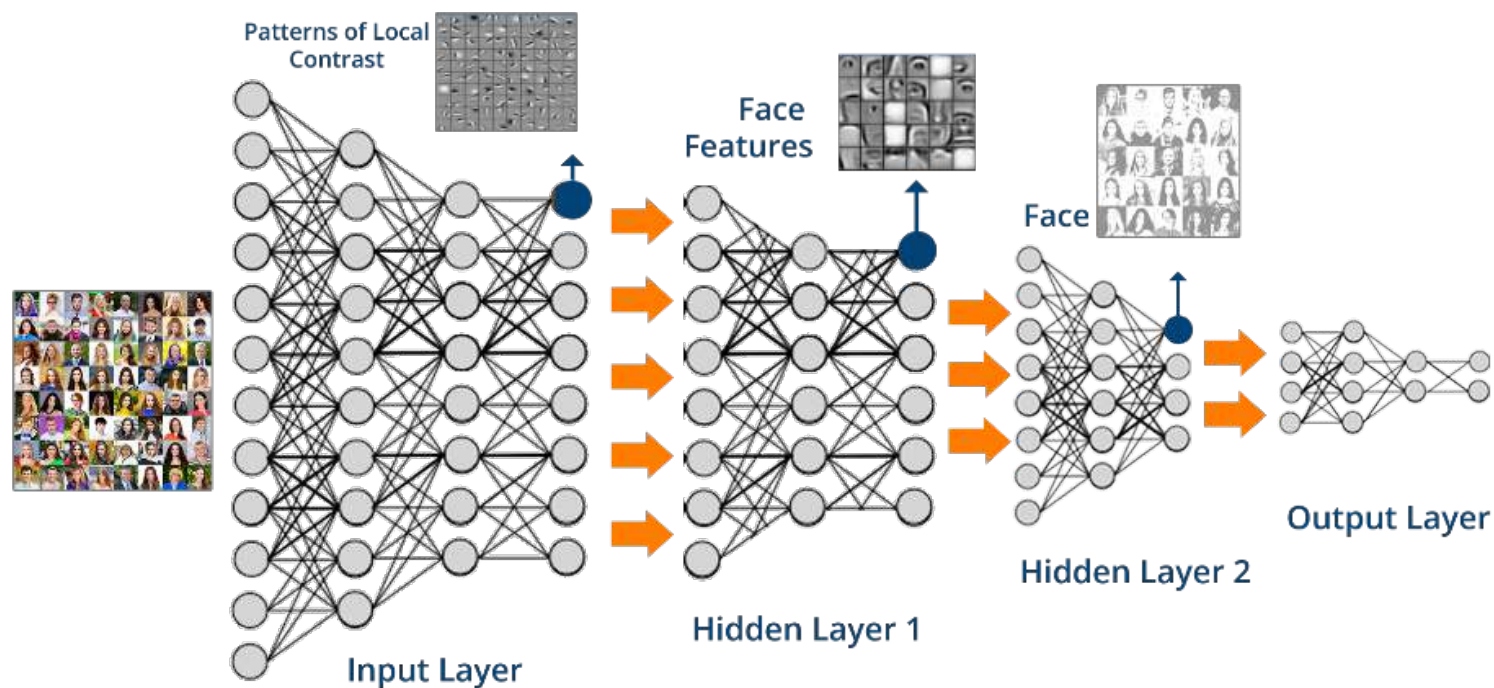 Patterns of Local
Contrast
Face
Features
Face
Input Layer
Hidden Layer 1
Hidden Layer 2
Output Layer